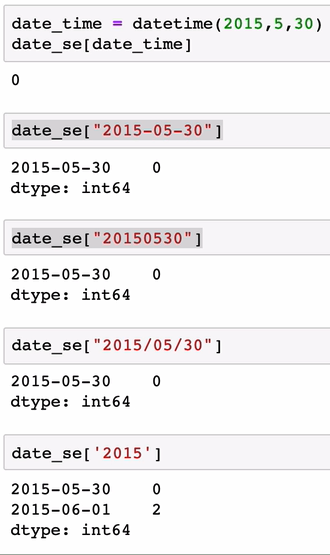 date_time = datetime(2015,5,30)
date_se[date_time]
0
date_se["2015-05-30"]
2015-05-30    0
dtype: int64
date_se["20150530"]
2015-05-30    0
dtype: int64
date_se["2015/05/30"]
2015-05-30    0
dtype: int64
date_se['2015']
2015-05-30    0
2015-06-01    2
dtype: int64